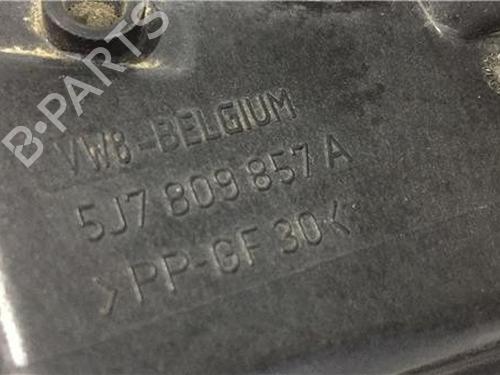 B-PARTS
VW8-BELGIUM
5J7 809 857 A
>PP-GF 30<